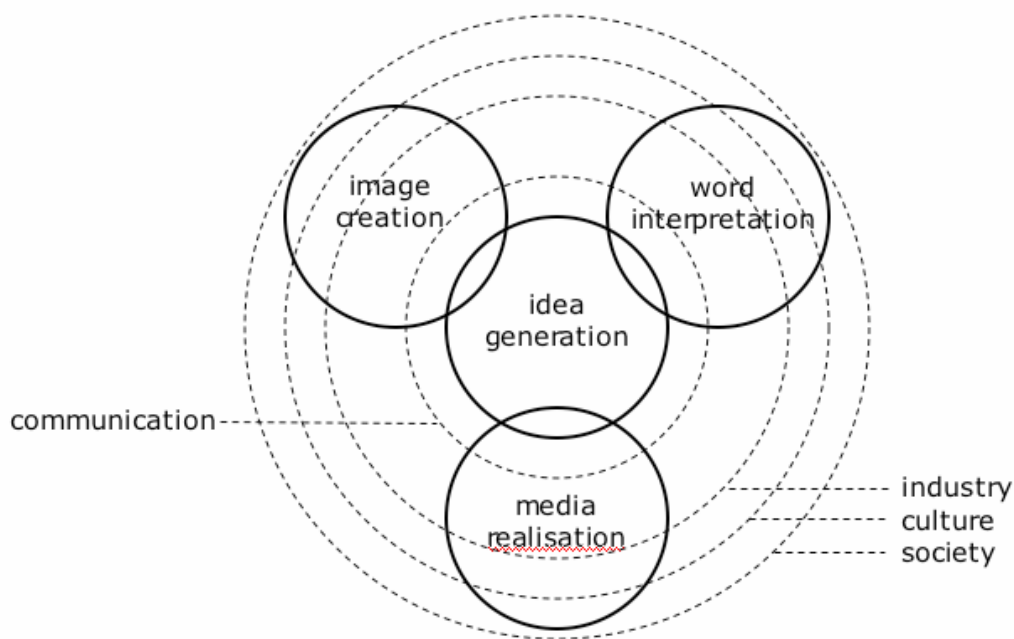 image
creation
word
interpretation
idea
generation
communication
media
realisation
industry
culture
society